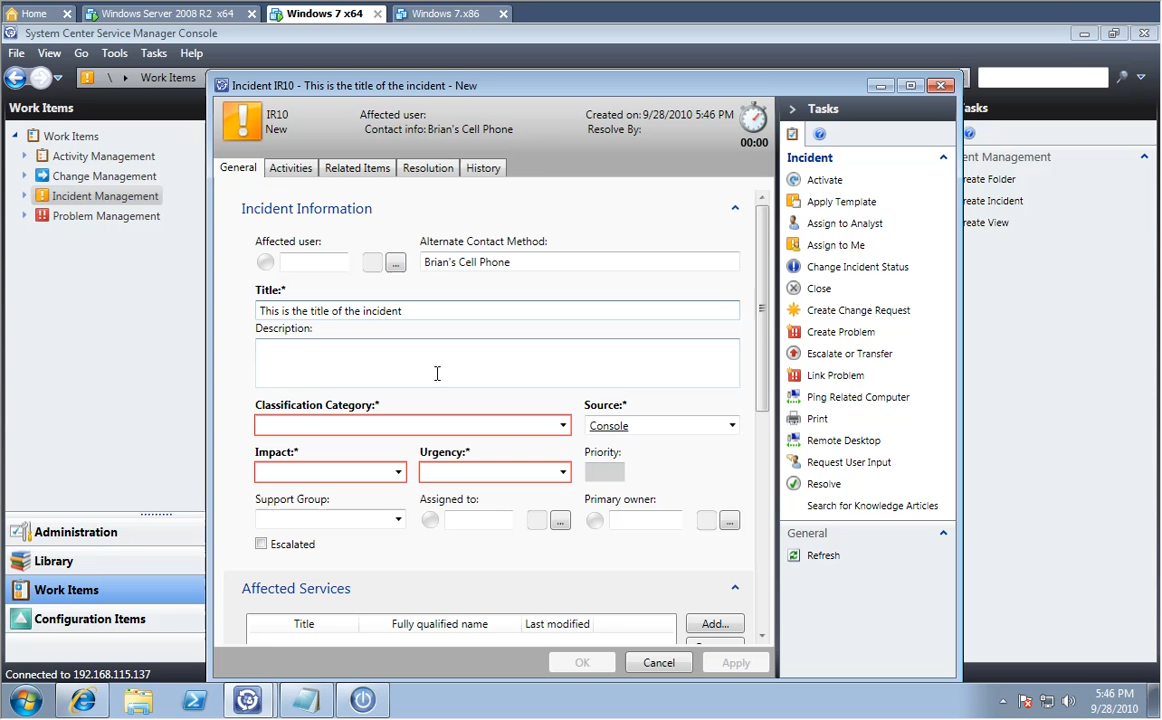 Home
Windows Server 2008 R2 x64
Windows 7 x64
Windows 7.x86
System Center Service Manager Console
File View Go Tools Tasks Help
\ Work Items
Work Items
Work Items
Activity Management
Change Management
Incident Management
Problem Management
Administration
Library
Work Items
Configuration Items
Connected to 192.168.115.137
Incident IR10 - This is the title of the incident - New
IR10
New
Affected user:
Contact info: Brian's Cell Phone
Created on: 9/28/2010 5:46 PM
Resolve By:
00:00
General Activities Related Items Resolution History
Incident Information
Affected user:
...
Alternate Contact Method:
Brian's Cell Phone
Title:*
This is the title of the incident
Description:
Classification Category:*
Source:*
Console
Impact:*
Urgency:*
Priority:
Support Group:
Assigned to:
...
Primary owner:
...
Escalated
Affected Services
Title Fully qualified name Last modified
Add...
OK Cancel Apply
Tasks
Incident
Activate
Apply Template
Assign to Analyst
Assign to Me
Change Incident Status
Close
Create Change Request
Create Problem
Escalate or Transfer
Link Problem
Ping Related Computer
Print
Remote Desktop
Request User Input
Resolve
Search for Knowledge Articles
General
Refresh
asks
ent Management
reate Folder
reate Incident
reate View
5:46 PM
9/28/2010